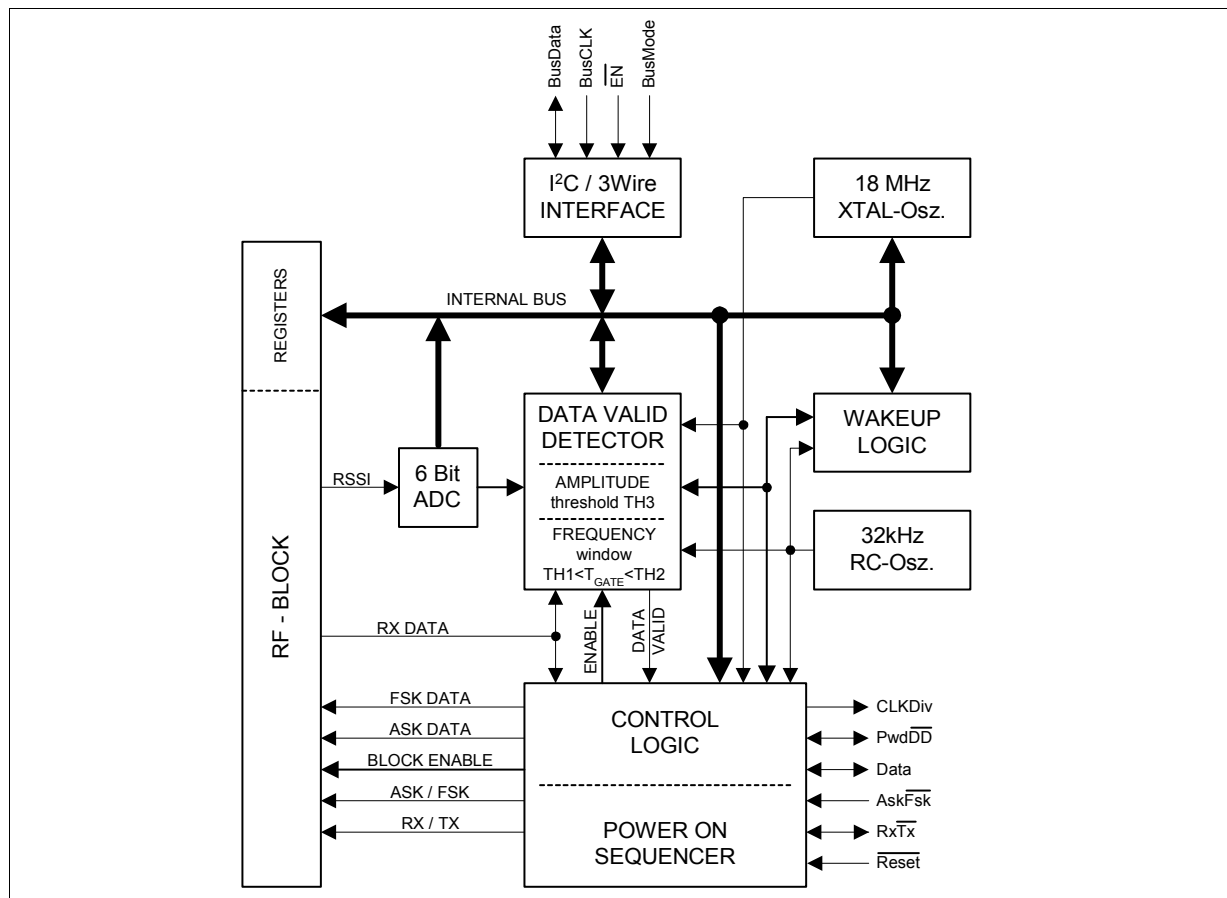 BusData
BusCLK
EN
BusMode
I²C / 3Wire
INTERFACE
18 MHz
XTAL-Osz.
REGISTERS
INTERNAL BUS
DATA VALID
DETECTOR
AMPLITUDE
threshold TH3
FREQUENCY
window
TH1<T_GATE<TH2
WAKEUP
LOGIC
RSSI
6 Bit
ADC
32kHz
RC-Osz.
RF - BLOCK
RX DATA
ENABLE
DATA
VALID
FSK DATA
ASK DATA
BLOCK ENABLE
ASK / FSK
RX / TX
CONTROL
LOGIC
POWER ON
SEQUENCER
CLKDiv
PwdDD
Data
AskFsk
RxTx
Reset